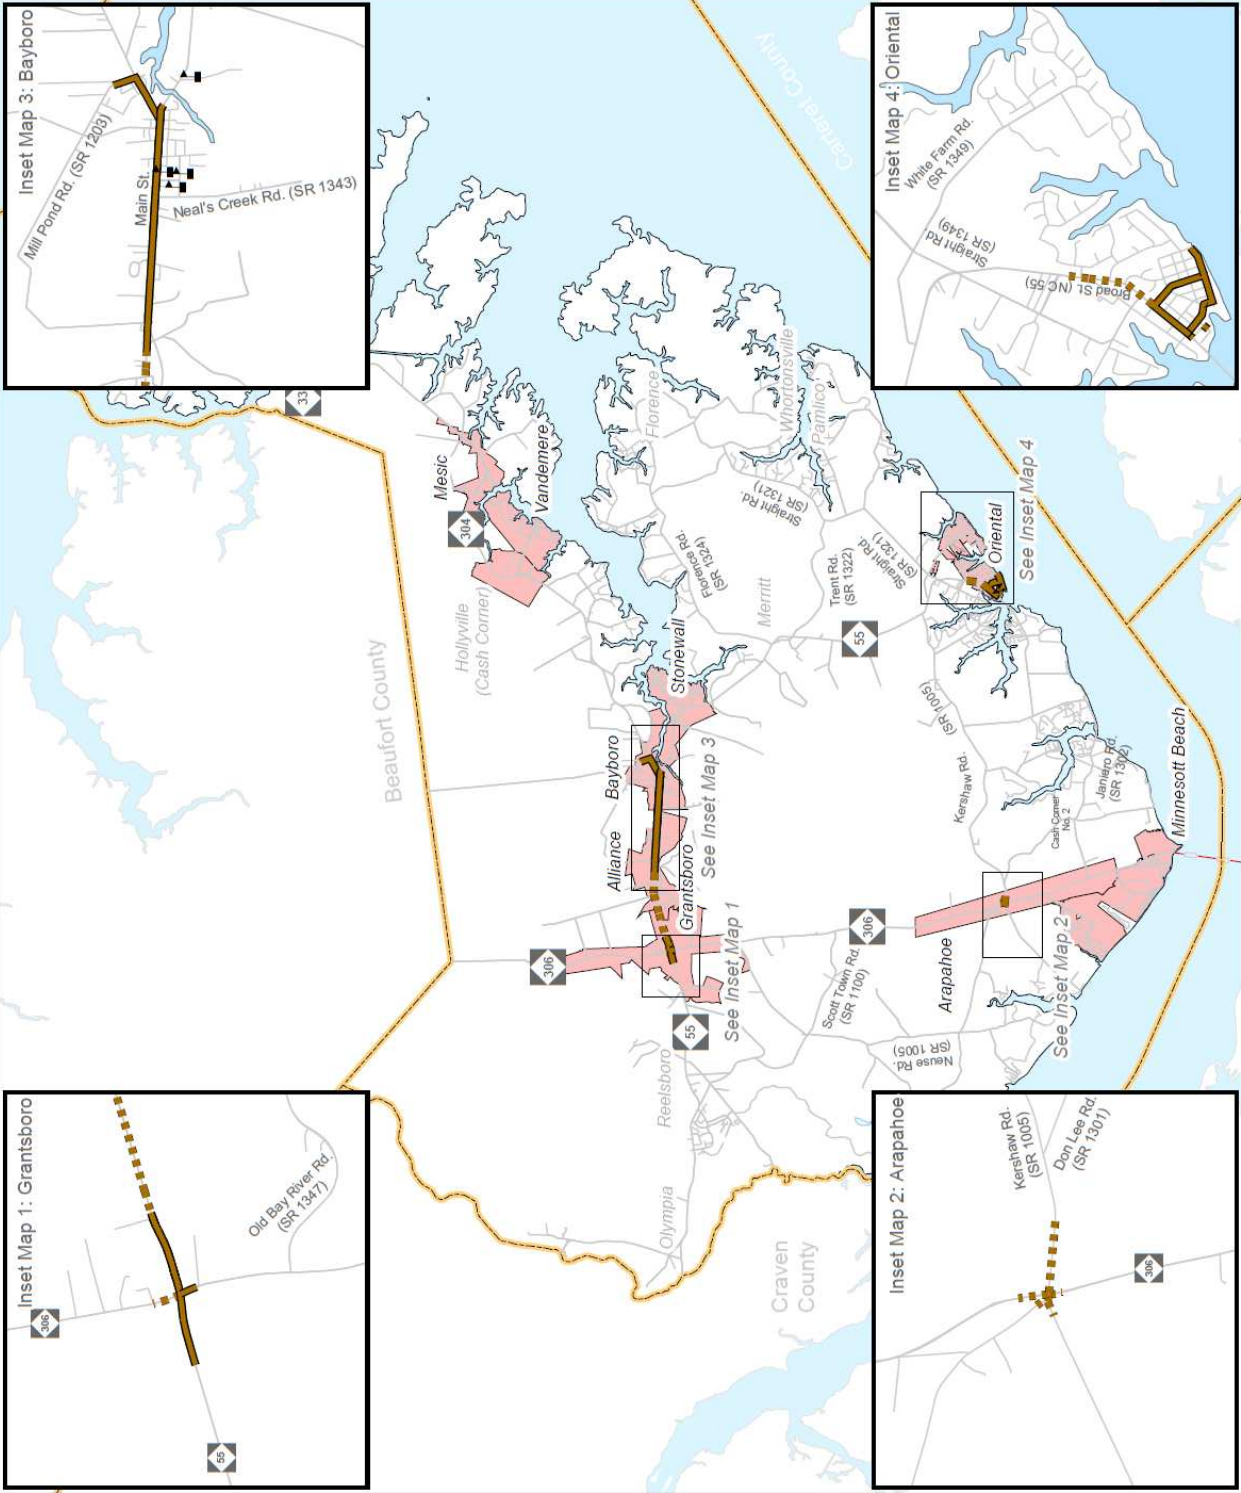 Inset Map 3: Bayboro
Mill Pond Rd. (SR 1203)
Main St.
Neal's Creek Rd. (SR 1343)
Inset Map 4: Oriental
White Farm Rd.
(SR 1349)
Straight Rd
(SR 1349)
Broad St. (NC 55)
Carteret County
33
Beaufort County
Mesic
304
Vandemere
Hollyville
(Cash Corner)
Florence
Whortonsville
Pamlico
Straight Rd.
(SR 1321)
Florence Rd.
(SR 1324)
Merritt
Trent Rd.
(SR 1322)
Straight Rd.
(SR 1321)
55
Oriental
See Inset Map 4
Stonewall
Bayboro
See Inset Map 3
Alliance
Grantsboro
See Inset Map 1
306
55
Reelsboro
Olympia
Craven
County
306
Scott Town Rd.
(SR 1100)
Neuse Rd.
(SR 1005)
Kershaw Rd.
(SR 1005)
Cash Corner
No. 2
Janiero Rd.
(SR 1302)
Minnesott Beach
Arapahoe
See Inset Map 2
Inset Map 1: Grantsboro
306
Old Bay River Rd.
(SR 1347)
55
Inset Map 2: Arapahoe
Kershaw Rd.
(SR 1005)
Don Lee Rd.
(SR 1301)
306